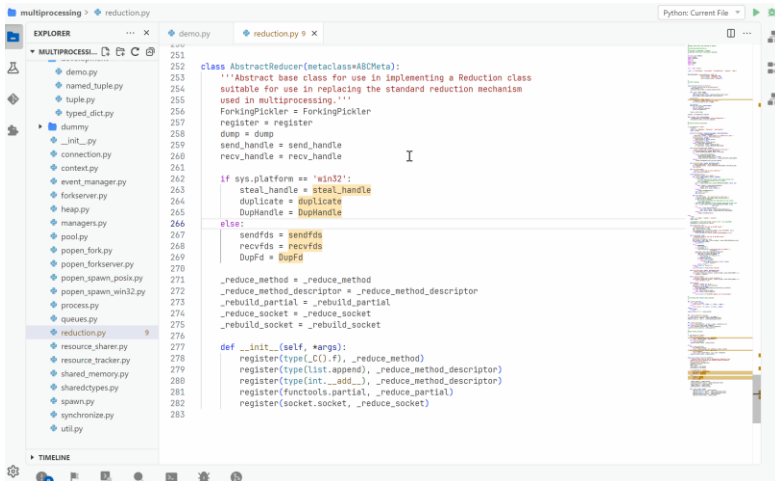 multiprocessing > reduction.py
Python: Current File
EXPLORER
demo.py
reduction.py 9
MULTIPROCESSI...
demo.py
named_tuple.py
tuple.py
typed_dict.py
dummy
__init__.py
connection.py
context.py
event_manager.py
forkserver.py
heap.py
managers.py
pool.py
popen_fork.py
popen_forkserver.py
popen_spawn_posix.py
popen_spawn_win32.py
process.py
queues.py
reduction.py 9
resource_sharer.py
resource_tracker.py
shared_memory.py
sharedctypes.py
spawn.py
synchronize.py
util.py
TIMELINE
251
252 class AbstractReducer(metaclass=ABCMeta):
253 '''Abstract base class for use in implementing a Reduction class
254 suitable for use in replacing the standard reduction mechanism
255 used in multiprocessing.'''
256 ForkingPickler = ForkingPickler
257 register = register
258 dump = dump
259 send_handle = send_handle
260 recv_handle = recv_handle
261
262 if sys.platform == 'win32':
263 steal_handle = steal_handle
264 duplicate = duplicate
265 DupHandle = DupHandle
266 else:
267 sendfds = sendfds
268 recvfds = recvfds
269 DupFd = DupFd
270
271 _reduce_method = _reduce_method
272 _reduce_method_descriptor = _reduce_method_descriptor
273 _rebuild_partial = _rebuild_partial
274 _reduce_socket = _reduce_socket
275 _rebuild_socket = _rebuild_socket
276
277 def __init__(self, *args):
278 register(type(_C().f), _reduce_method)
279 register(type(list.append), _reduce_method_descriptor)
280 register(type(int.__add__), _reduce_method_descriptor)
281 register(functools.partial, _reduce_partial)
282 register(socket.socket, _reduce_socket)
283